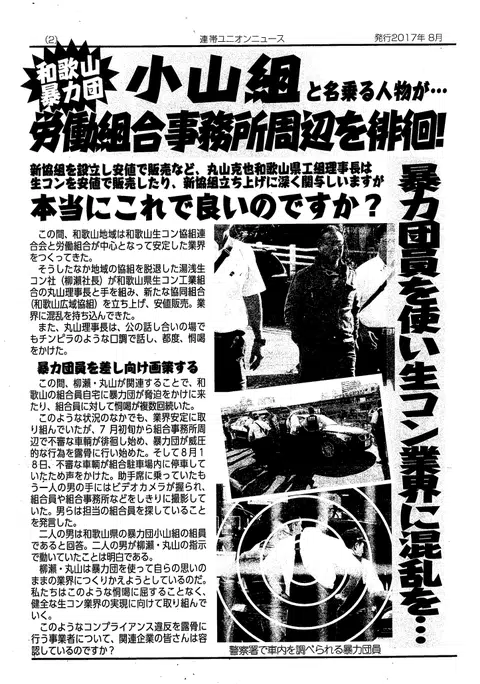 (2)
連帯ユニオンニュース
発行2017年 8月
和歌山
暴力団
小山組と名乗る人物が…
労働組合事務所周辺を徘徊!
新協組を設立し安値で販売など、丸山克也和歌山県工組理事長は
生コンを安値で販売したり、新協組立ち上げに深く関与しいますが
本当にこれで良いのですか?
暴力団員を使い生コン業界に混乱を…
この間、和歌山地域は和歌山生コン協組連
合会と労働組合が中心となって安定した業界
をつくってきた。
そうしたなか地域の協組を脱退した湯浅生
コン社(柳瀬社長)が和歌山県生コン工業組
合の丸山理事長と手を組み、新たな協同組合
(和歌山広域協組)を立ち上げ、安値販売。業
界に混乱を持ち込んできた。
また、丸山理事長は、公の話し合いの場で
もチンピラのような口調で話し、都度、恫喝
をかけた。
暴力団員を差し向け画策する
この間、柳瀬・丸山が関連することで、和
歌山の組合員自宅に暴力団が脅迫をかけに来
たり、組合員に対して恫喝が複数回続いた。
このような状況のなかでも、業界安定に取
り組んでいたが、7月初旬から組合事務所周
辺で不審な車輌が徘徊し始め、暴力団が威圧
的な行為を露骨に行い始めた。そして8月1
8日、不審な車輌が組合駐車場内に停車して
いたため声をかけた。助手席に乗っていたも
う一人の男の手にはビデオカメラが握られ、
組合員や組合事務所などをしきりに撮影して
いた。男らは担当の組合員を探していること
を発言した。
二人の男は和歌山県の暴力団小山組の組員
であると回答。二人の男が柳瀬・丸山の指示
で動いていたことは明白である。
柳瀬・丸山は暴力団を使って自らの思いの
ままの業界につくりかえようとしているのだ。
私たちはこのような恫喝に屈することなく、
健全な生コン業界の実現に向けて取り組んで
いく。
このようなコンプライアンス違反を露骨に
行う事業者について、関連企業の皆さんは容
認しているのですか?
警察署で車内を調べられる暴力団員